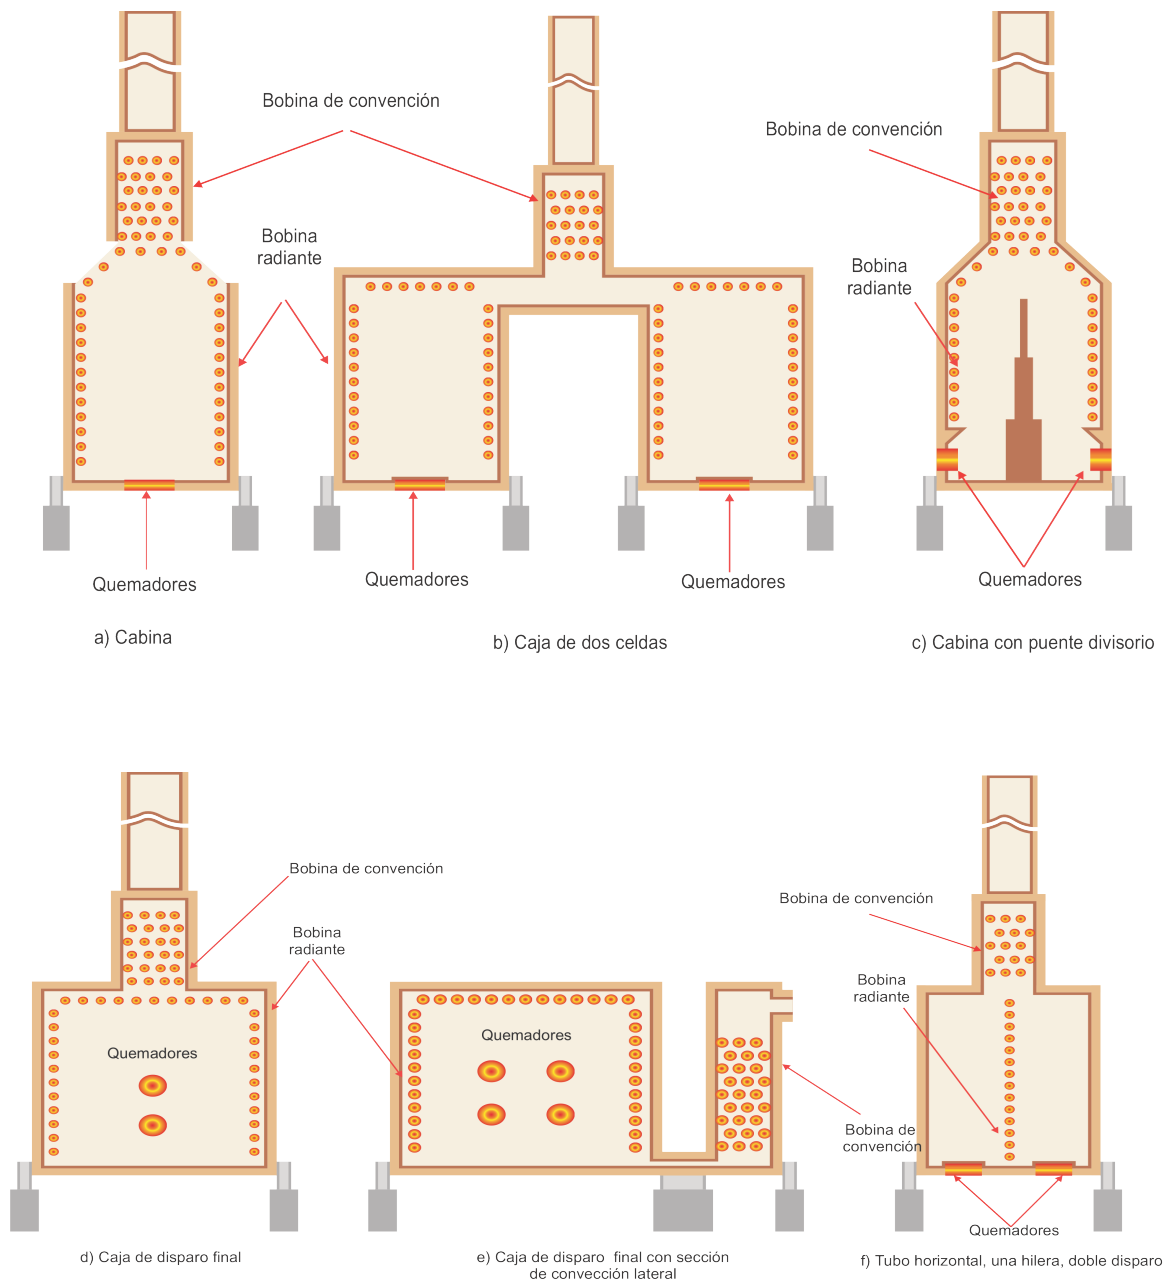 Bobina de convención
Bobina
radiante
Quemadores
Quemadores
Quemadores
a) Cabina
b) Caja de dos celdas
Bobina de convención
Bobina
radiante
Quemadores
c) Cabina con puente divisorio
Bobina de convención
Bobina
radiante
Quemadores
d) Caja de disparo final
Quemadores
Bobina de
convención
e) Caja de disparo final con sección
de convección lateral
Bobina de convención
Bobina
radiante
Quemadores
f) Tubo horizontal, una hilera, doble disparo